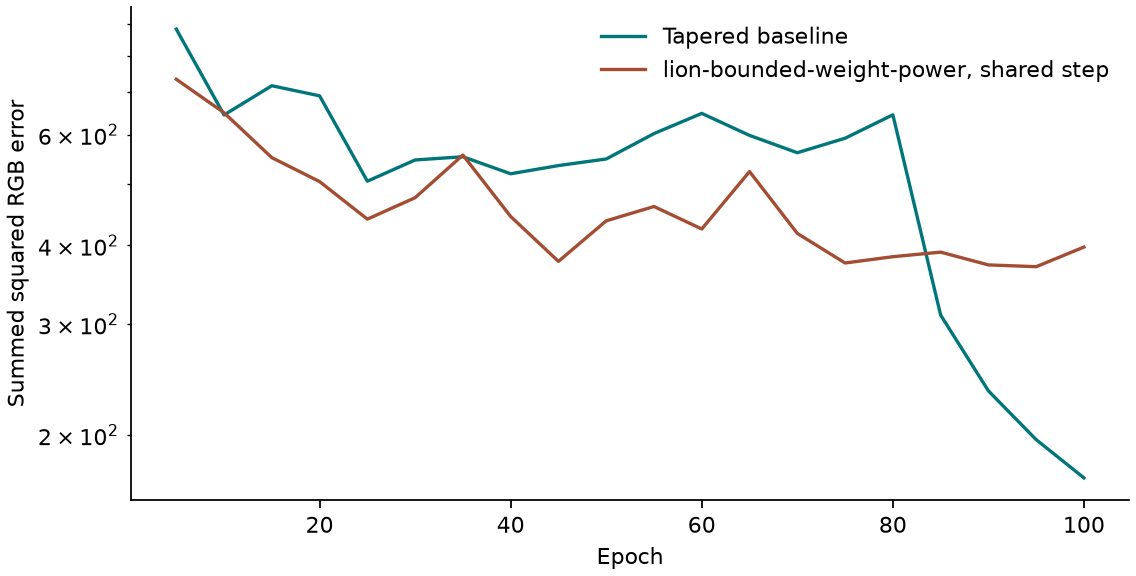 Tapered baseline
lion-bounded-weight-power, shared step
Summed squared RGB error
6 × 10²
4 × 10²
3 × 10²
2 × 10²
20 40 60 80 100
Epoch